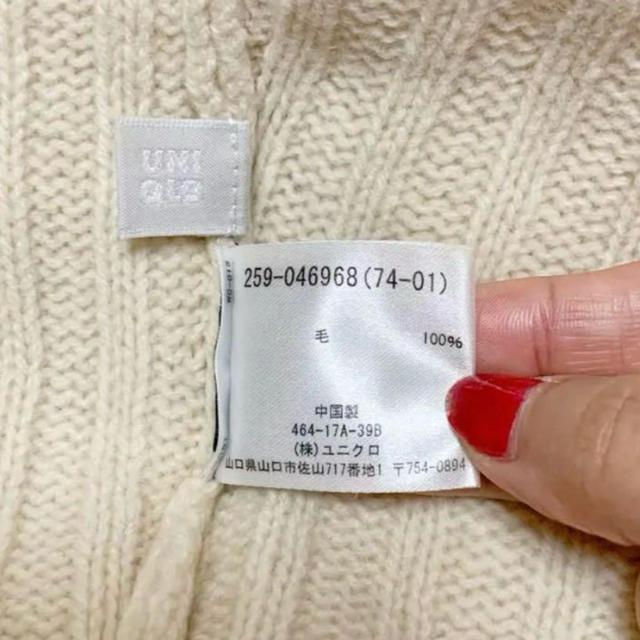 UNI
QLO
259-046968(74-01)
毛 100%
中国製
464-17A-39B
(株)ユニクロ
山口県山口市佐山717番地1 〒754-0894